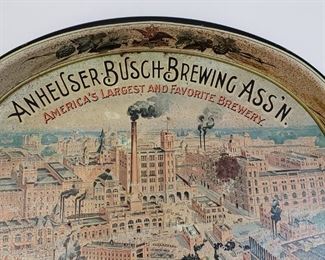 ANHEUSER-BUSCH-BREWING ASS'N.
AMERICA'S LARGEST AND FAVORITE BREWERY